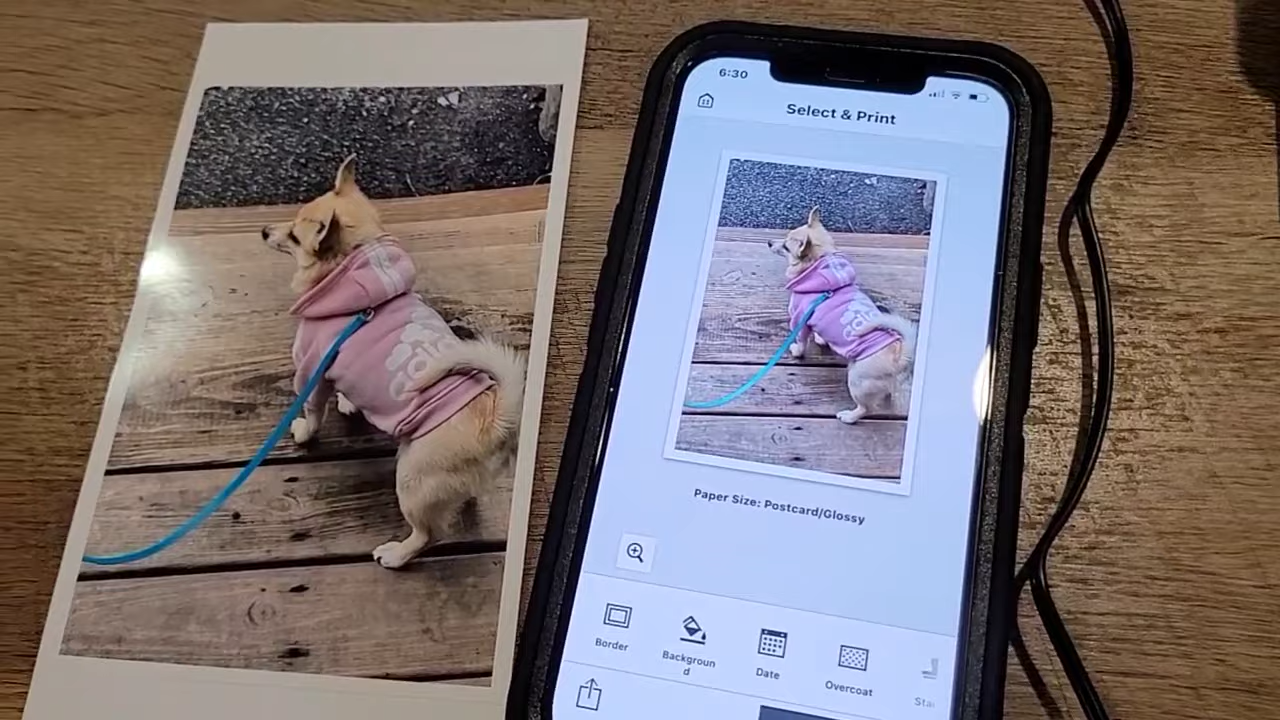 6:30
Select & Print
Paper Size: Postcard/Glossy
Border
Backgroun
d
Date
Overcoat